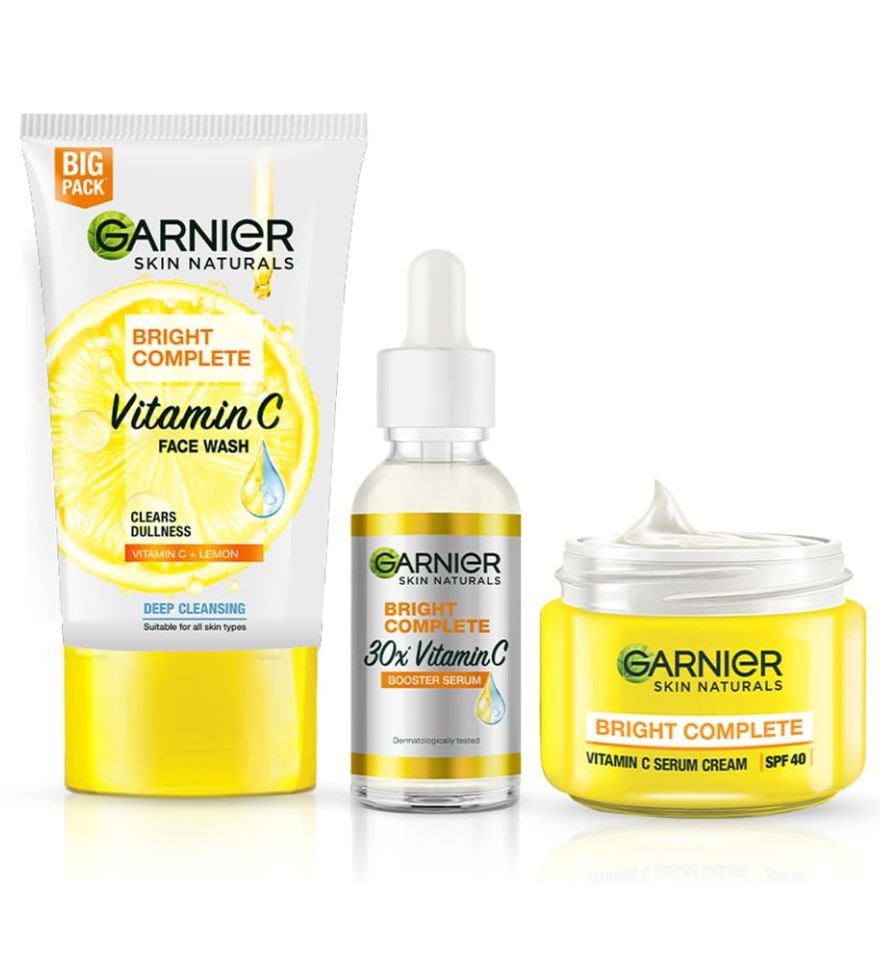 BIG
PACK*
GARNIER
SKIN NATURALS
BRIGHT
COMPLETE
Vitamin C
FACE WASH
CLEARS
DULLNESS
VITAMIN C + LEMON
DEEP CLEANSING
Suitable for all skin types
GARNIER
SKIN NATURALS
BRIGHT
COMPLETE
30x* Vitamin C
BOOSTER SERUM
Dermatologically tested
GARNIER
SKIN NATURALS
BRIGHT COMPLETE
VITAMIN C SERUM CREAM | SPF 40 |